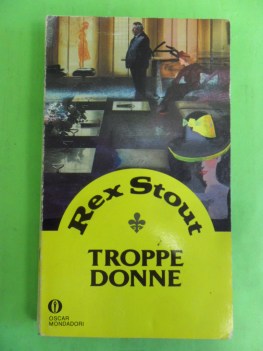 Rex Stout
TROPPE
DONNE
OSCAR
MONDADORI